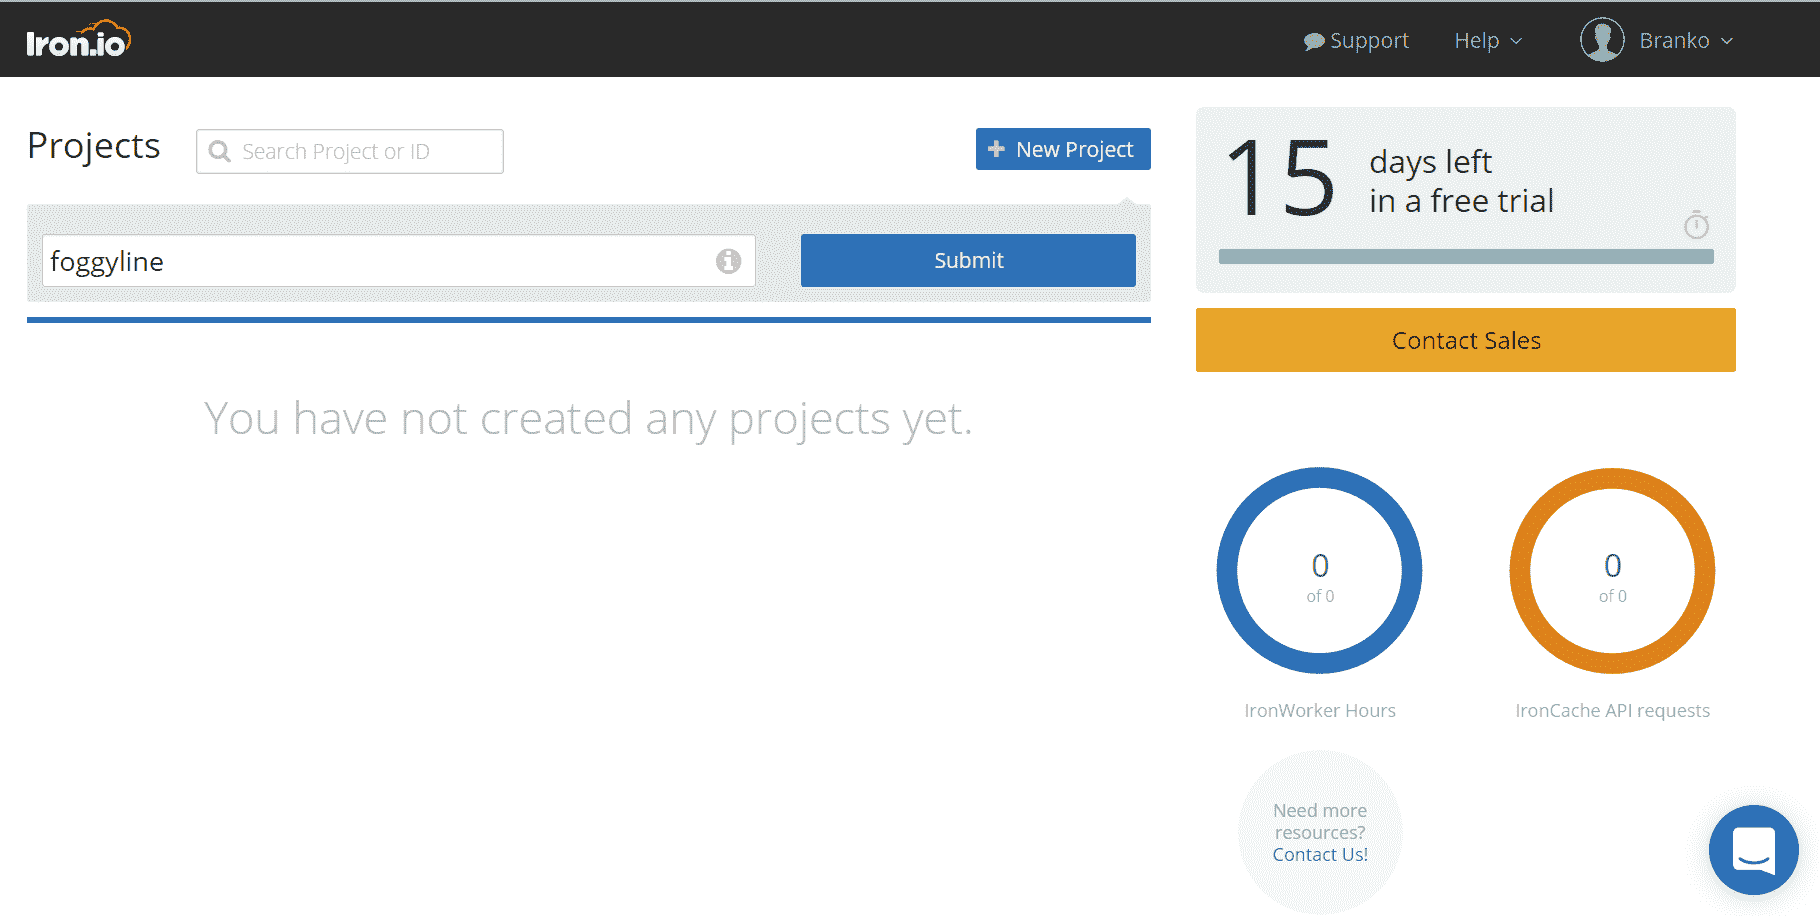 Iron.io
Support
Help
Branko
Projects
Search Project or ID
New Project
foggyline
Submit
You have not created any projects yet.
15
days left
in a free trial
Contact Sales
0
of 0
IronWorker Hours
0
of 0
IronCache API requests
Need more
resources?
Contact Us!